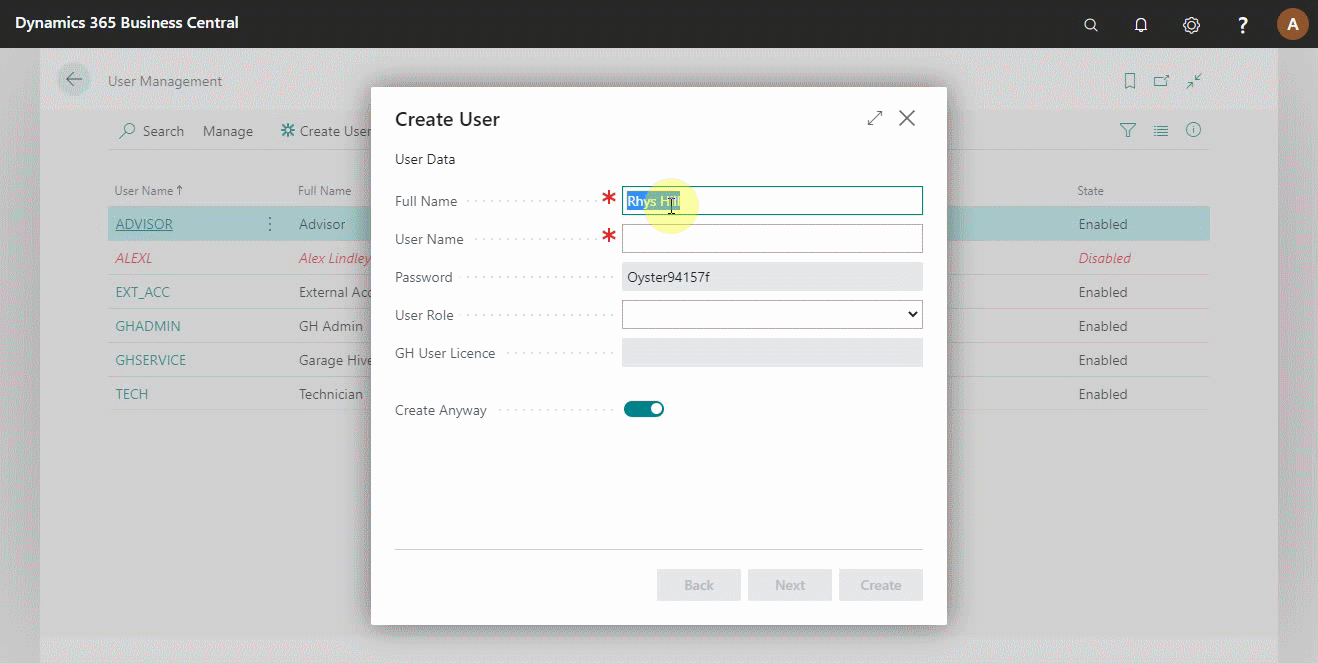 Dynamics 365 Business Central
A
User Management
Search Manage Create User
Create User
User Data
Full Name * Rhys Hill
User Name *
Password Oyster94157f
User Role
GH User Licence
Create Anyway
Back Next Create
User Name ↑ Full Name State
ADVISOR Advisor Enabled
ALEXL Alex Lindley Disabled
EXT_ACC External Acc Enabled
GHADMIN GH Admin Enabled
GHSERVICE Garage Hive Enabled
TECH Technician Enabled